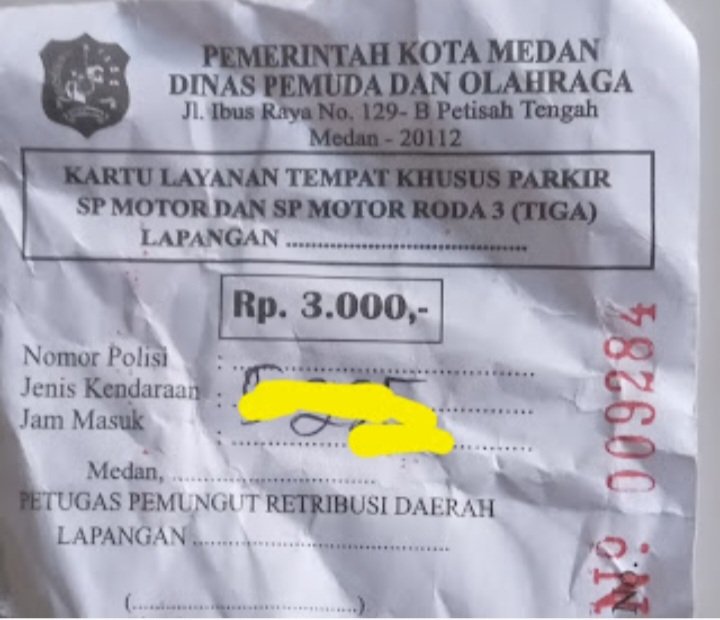 PEMERINTAH KOTA MEDAN
DINAS PEMUDA DAN OLAHRAGA
Jl. Ibus Raya No. 129- B Petisah Tengah
Medan - 20112
KARTU LAYANAN TEMPAT KHUSUS PARKIR
SP MOTOR DAN SP MOTOR RODA 3 (TIGA)
LAPANGAN ........................................
Rp. 3.000,-
Nomor Polisi : ........................................
Jenis Kendaraan : ........................................
Jam Masuk : ........................................
Medan, ........................................
PETUGAS PEMUNGUT RETRIBUSI DAERAH
LAPANGAN ........................................
(........................................)
No. No: 009284